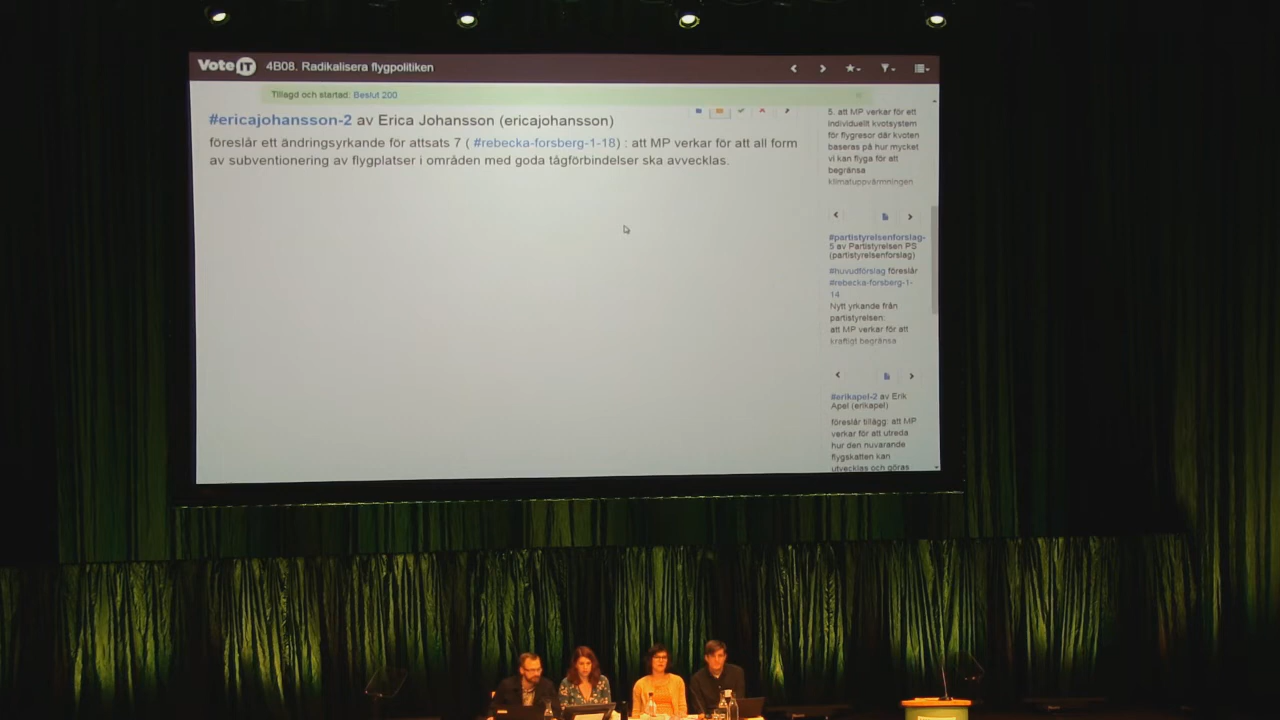 VoteIT 4B08. Radikalisera flygpolitiken
Tillagd och startad: Beslut 200
#ericajohansson-2 av Erica Johansson (ericajohansson)
föreslår ett ändringsyrkande för attsats 7 ( #rebecka-forsberg-1-18) : att MP verkar för att all form
av subventionering av flygplatser i områden med goda tågförbindelser ska avvecklas.
5. att MP verkar för ett
individuellt kvotsystem
för flygresor där kvoten
baseras på hur mycket
vi kan flyga för att
begränsa
klimatuppvärmningen
#partistyrelsenforslag-
5 av Partistyrelsen PS
(partistyrelsenforslag)
#huvudförslag föreslår
#rebecka-forsberg-1-
14
Nytt yrkande från
partistyrelsen:
att MP verkar för att
kraftigt begränsa
#erikapel-2 av Erik
Apel (erikapel)
föreslår tillägg: att MP
verkar för att utreda
hur den nuvarande
flygskatten kan
utvecklas och göras